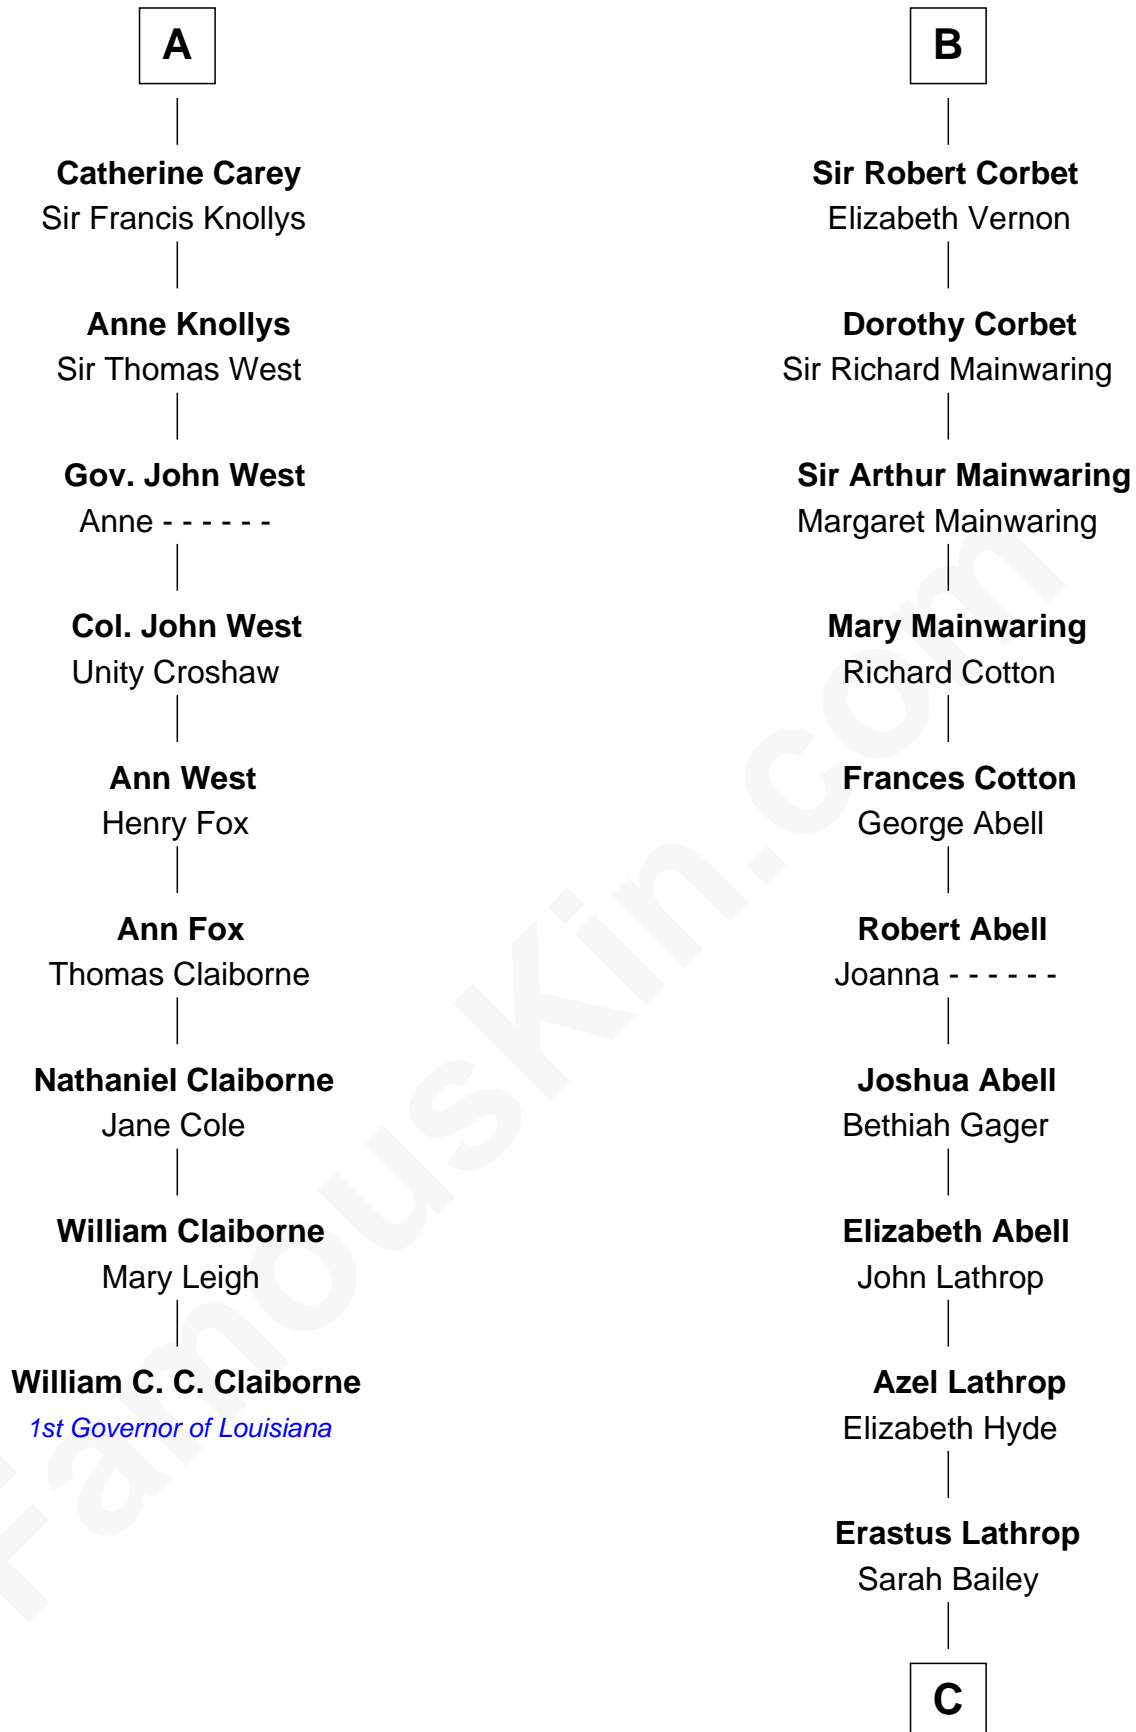 A
Catherine Carey
Sir Francis Knollys
Anne Knollys
Sir Thomas West
Gov. John West
Anne - - - - - -
Col. John West
Unity Croshaw
Ann West
Henry Fox
Ann Fox
Thomas Claiborne
Nathaniel Claiborne
Jane Cole
William Claiborne
Mary Leigh
William C. C. Claiborne
1st Governor of Louisiana
B
Sir Robert Corbet
Elizabeth Vernon
Dorothy Corbet
Sir Richard Mainwaring
Sir Arthur Mainwaring
Margaret Mainwaring
Mary Mainwaring
Richard Cotton
Frances Cotton
George Abell
Robert Abell
Joanna - - - - - -
Joshua Abell
Bethiah Gager
Elizabeth Abell
John Lathrop
Azel Lathrop
Elizabeth Hyde
Erastus Lathrop
Sarah Bailey
C
FamousKin.com